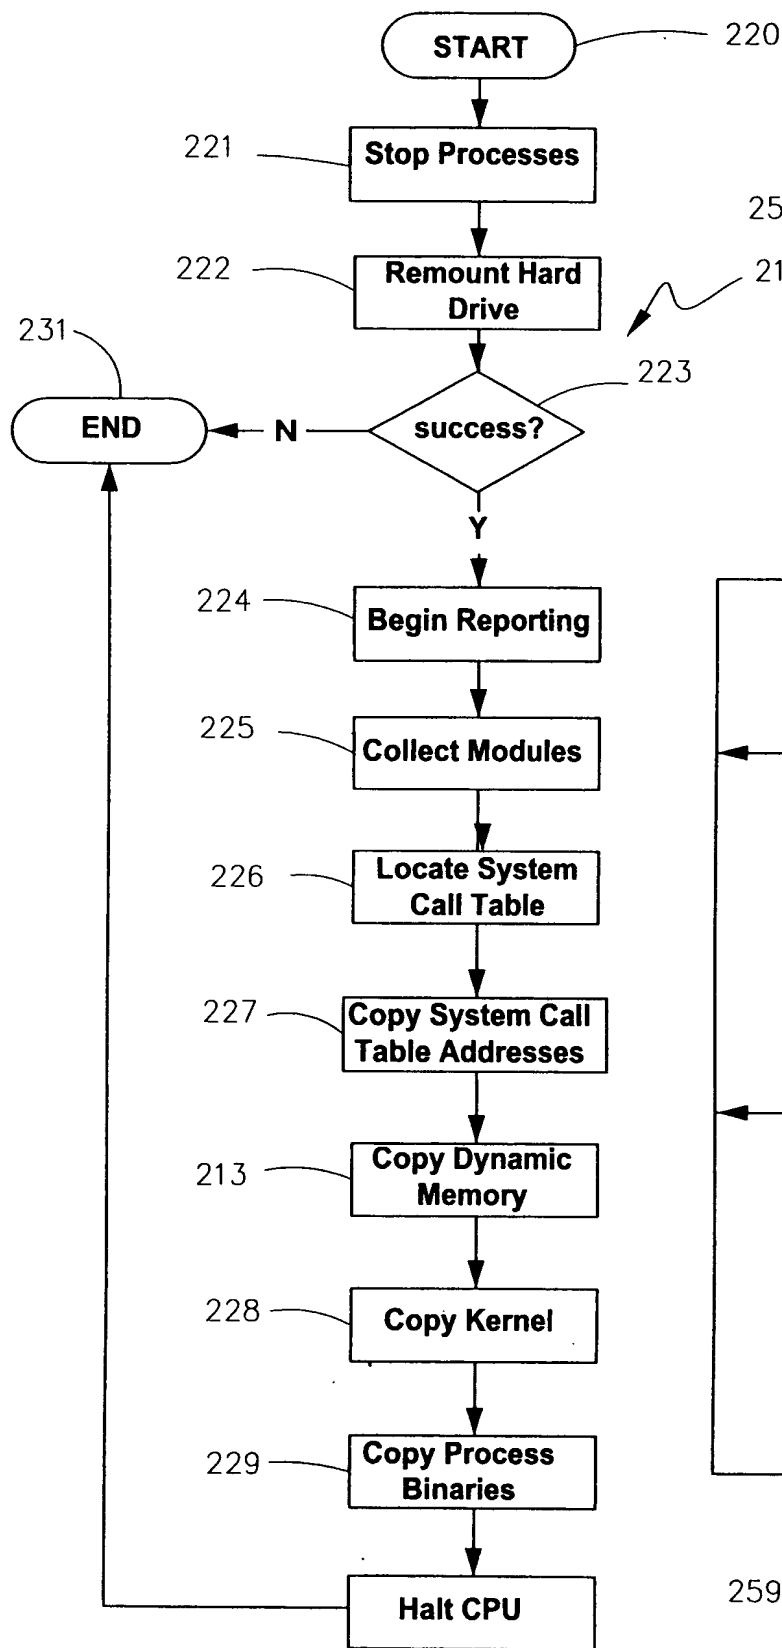 START
220
221
Stop Processes
25
222
Remount Hard
Drive
21
231
223
END
N
success?
Y
224
Begin Reporting
225
Collect Modules
226
Locate System
Call Table
227
Copy System Call
Table Addresses
213
Copy Dynamic
Memory
228
Copy Kernel
229
Copy Process
Binaries
259
Halt CPU